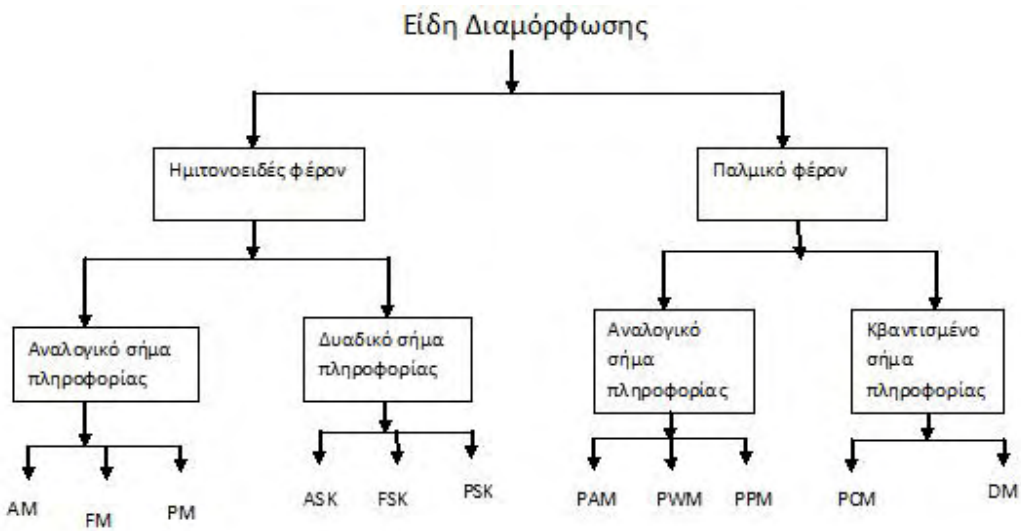 Είδη Διαμόρφωσης
Ημιτονοειδές φέρον
Παλμικό φέρον
Αναλογικό σήμα
πληροφορίας
Δυαδικό σήμα
πληροφορίας
Αναλογικό
σήμα
πληροφορίας
Κβαντισμένο
σήμα
πληροφορίας
AM
FM
PM
ASK
FSK
PSK
PAM
PWM
PPM
PCM
DM